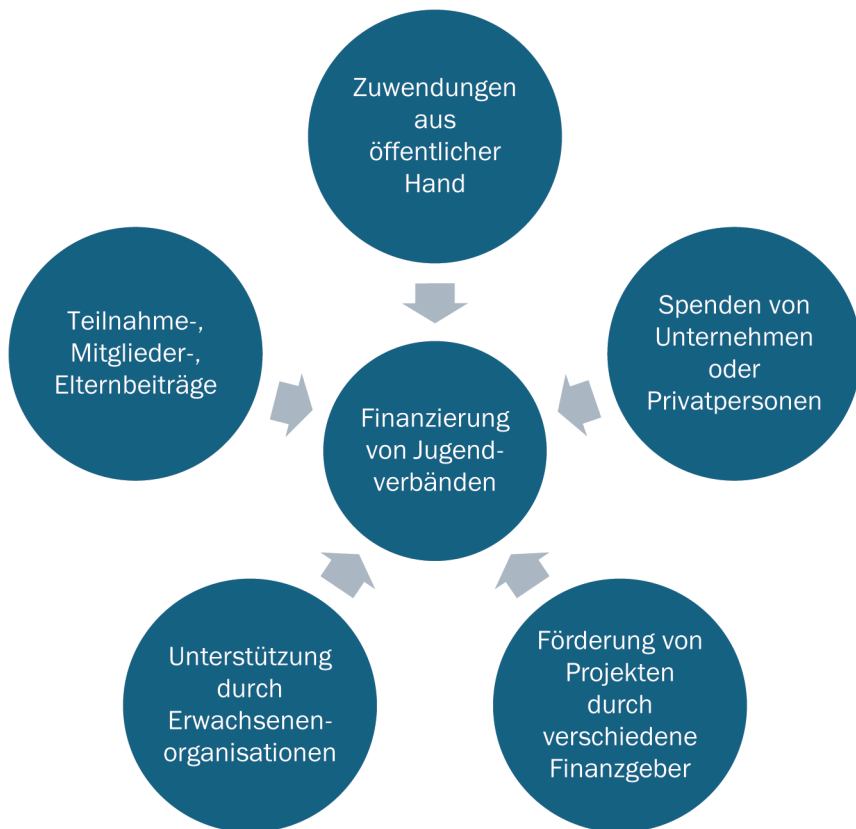 Zuwendungen
aus
öffentlicher
Hand
Teilnahme-,
Mitglieder-,
Elternbeiträge
Spenden von
Unternehmen
oder
Privatpersonen
Finanzierung
von Jugend-
verbänden
Unterstützung
durch
Erwachsenen-
organisationen
Förderung von
Projekten
durch
verschiedene
Finanzgeber